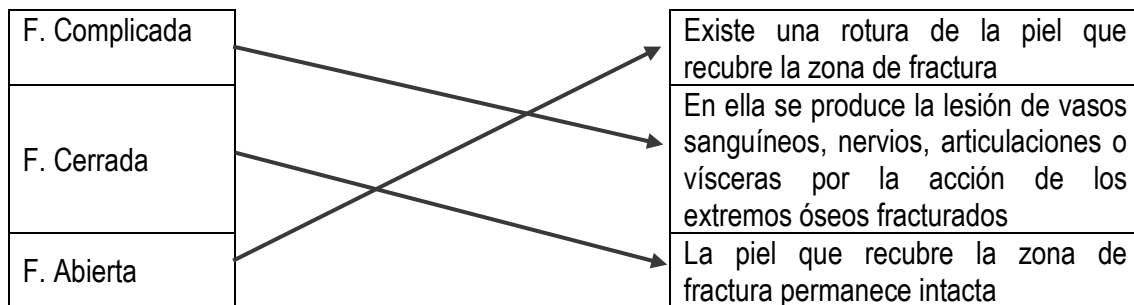 F. Complicada
F. Cerrada
F. Abierta
Existe una rotura de la piel que
recubre la zona de fractura
En ella se produce la lesión de vasos
sanguíneos, nervios, articulaciones o
vísceras por la acción de los
extremos óseos fracturados
La piel que recubre la zona de
fractura permanece intacta